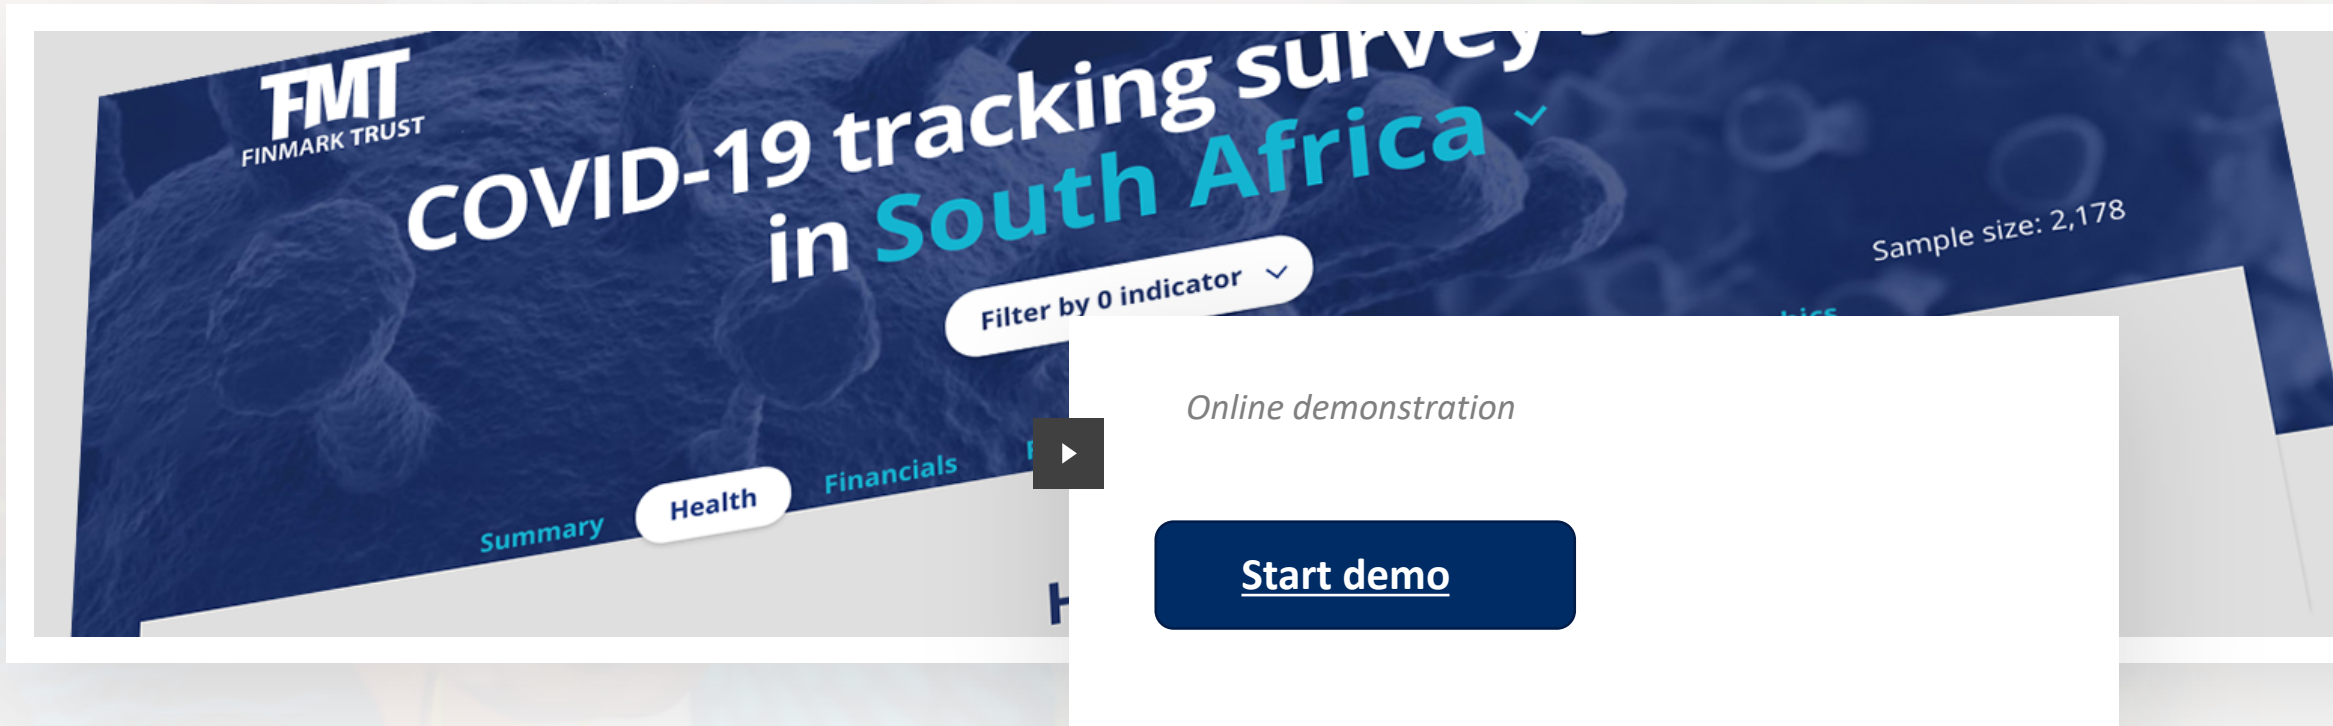 FMT
FINMARK TRUST
COVID-19 tracking survey
in South Africa
Sample size: 2,178
Filter by 0 indicator
Summary
Health
Financials
Online demonstration
Start demo